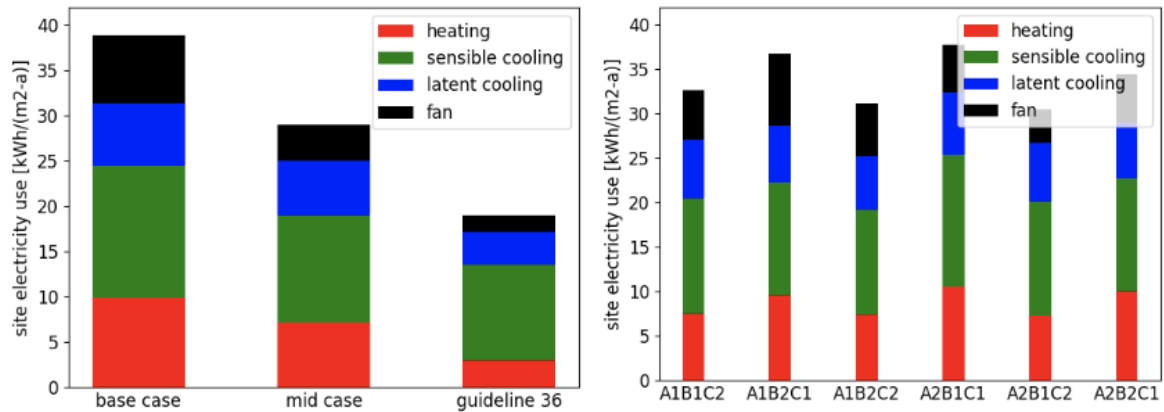 site electricity use [kWh/(m2-a)]
40
35
30
25
20
15
10
5
0
heating
sensible cooling
latent cooling
fan
base case
mid case
guideline 36
site electricity use [kWh/(m2-a)]
40
35
30
25
20
15
10
5
0
heating
sensible cooling
latent cooling
fan
A1B1C2
A1B2C1
A1B2C2
A2B1C1
A2B1C2
A2B2C1